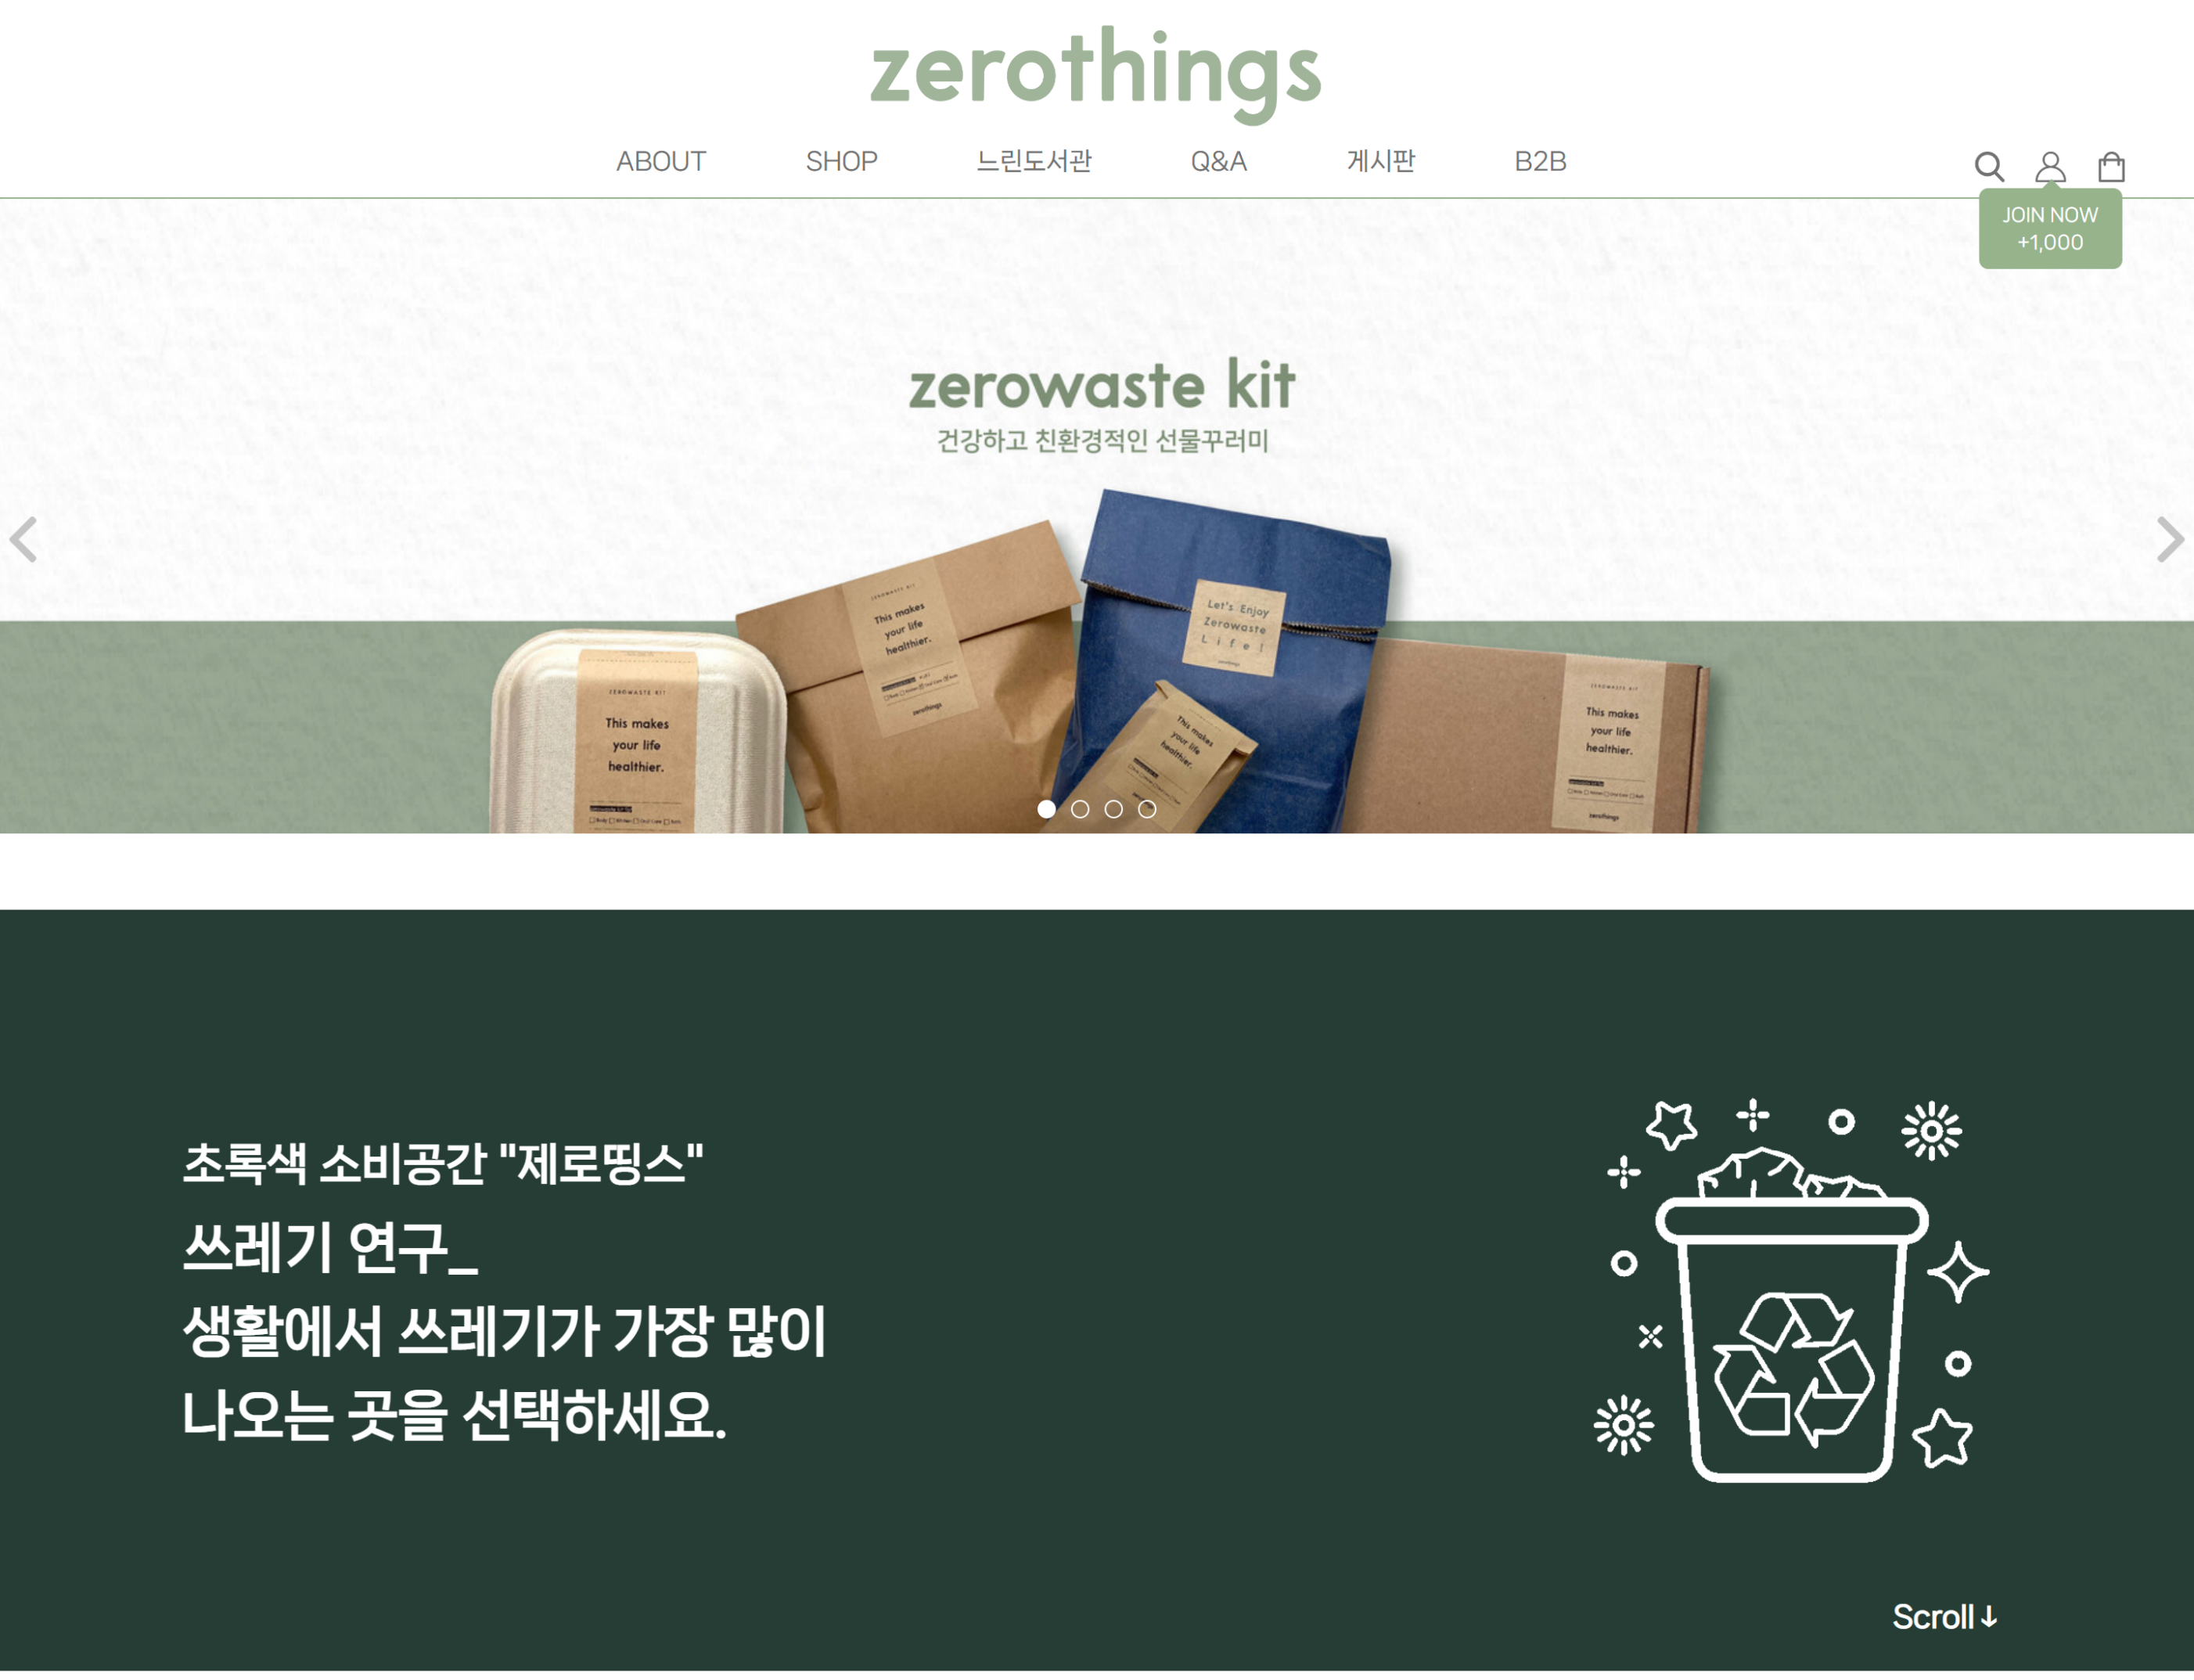 zerothings
ABOUT SHOP 느린도서관 Q&A 게시판 B2B
JOIN NOW
+1,000
zerowaste kit
건강하고 친환경적인 선물꾸러미
ZEROWASTE KIT
This makes
your life
healthier.
zerothings
Let's Enjoy
Zerowaste
Life!
zerothings
This makes
your life
healthier.
ZEROWASTE KIT
This makes
your life
healthier.
ZEROWASTE KIT
This makes
your life
healthier.
zerothings
초록색 소비공간 "제로띵스"
쓰레기 연구_
생활에서 쓰레기가 가장 많이
나오는 곳을 선택하세요.
Scroll↓